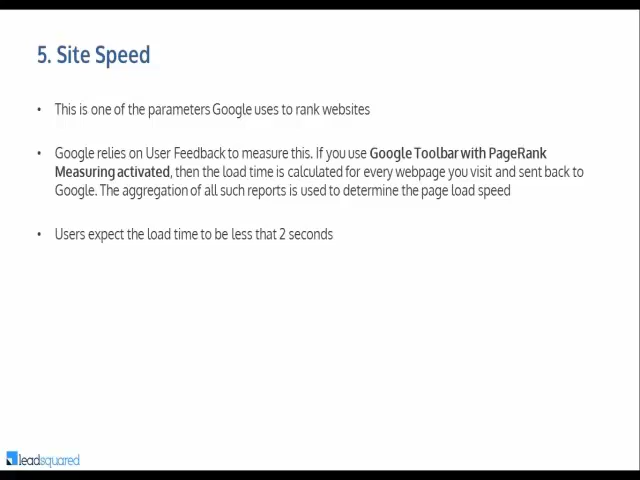 5. Site Speed
• This is one of the parameters Google uses to rank websites
• Google relies on User Feedback to measure this. If you use Google Toolbar with PageRank
Measuring activated, then the load time is calculated for every webpage you visit and sent back to
Google. The aggregation of all such reports is used to determine the page load speed
• Users expect the load time to be less that 2 seconds
leadsquared